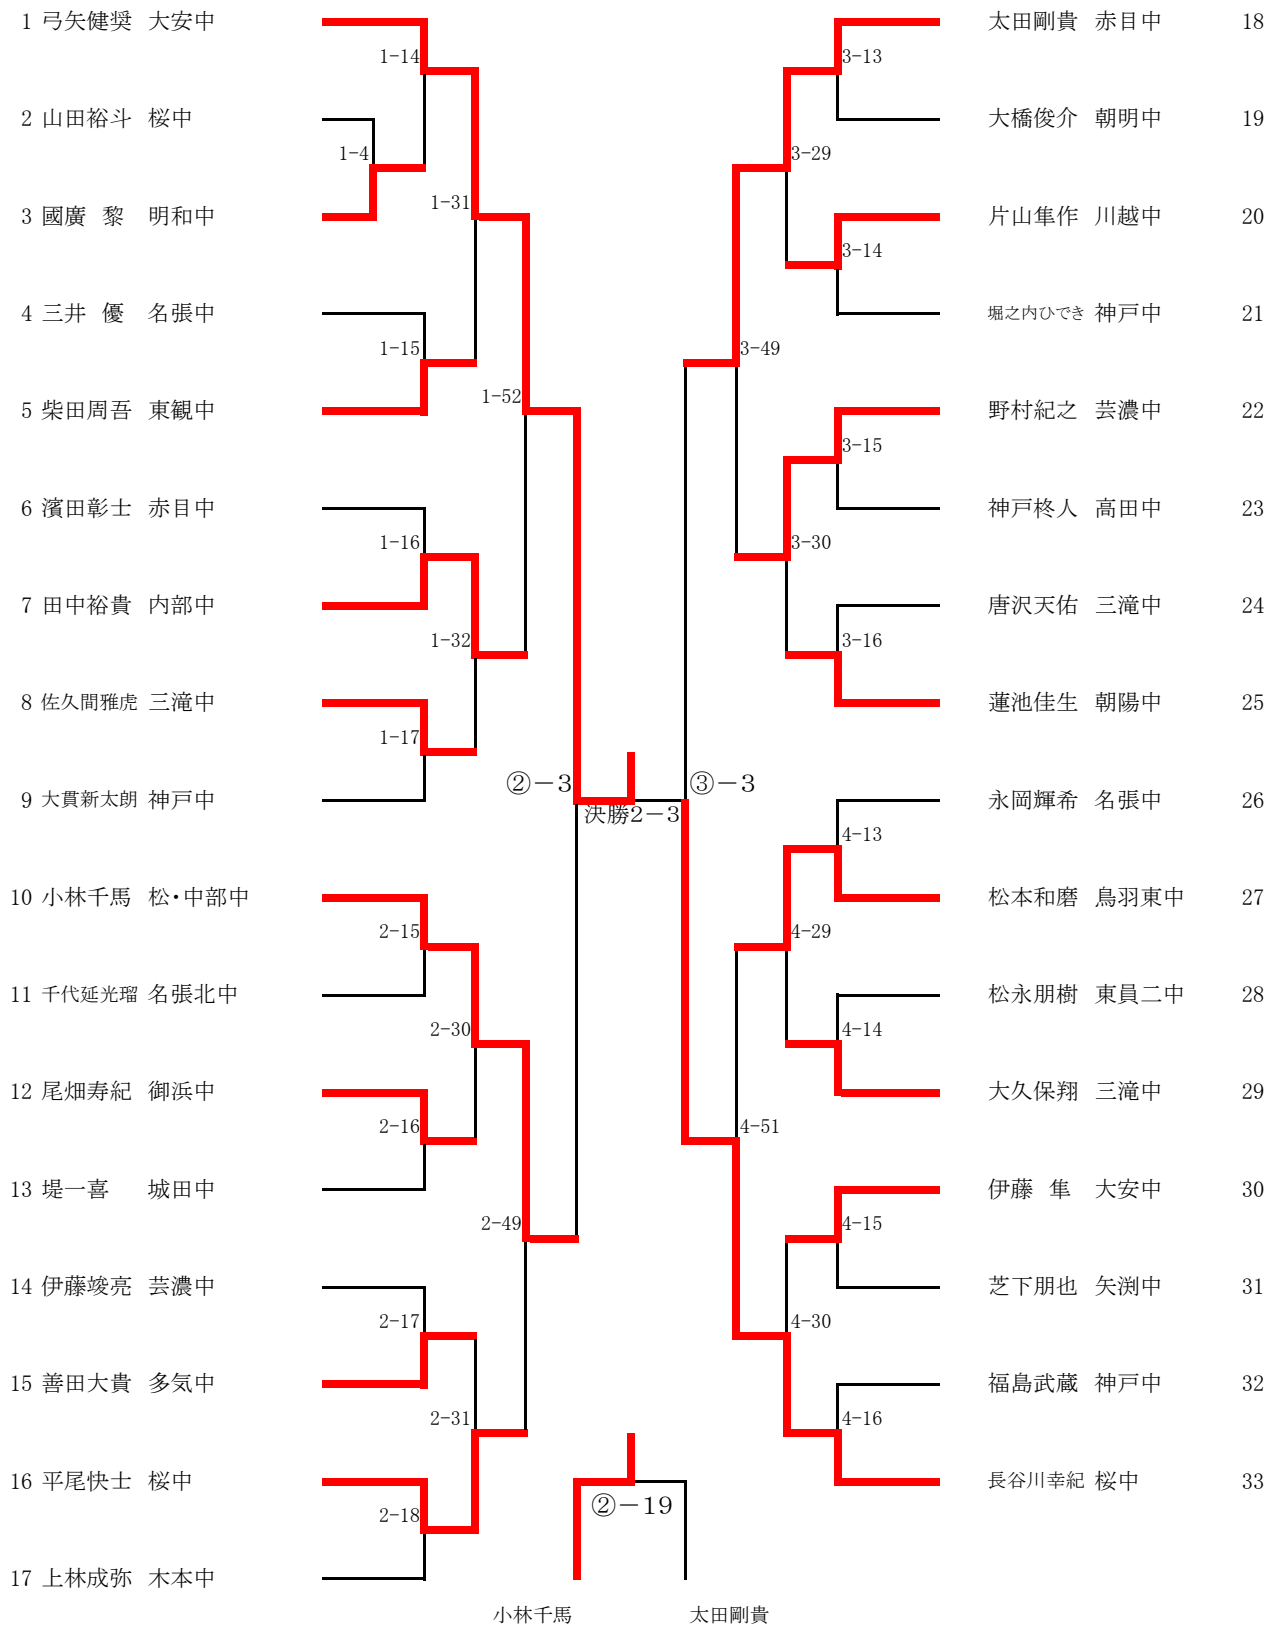 1 弓矢健奨 大安中
1-14
2 山田裕斗 桜中
1-4
3 國廣 黎 明和中
1-31
4 三井 優 名張中
1-15
5 柴田周吾 東観中
1-52
6 濱田彰士 赤目中
1-16
7 田中裕貴 内部中
1-32
8 佐久間雅虎 三滝中
1-17
9 大貫新太朗 神戸中
②-3
10 小林千馬 松・中部中
2-15
11 千代延光瑠 名張北中
2-30
12 尾畑寿紀 御浜中
2-16
13 堤一喜 城田中
2-49
14 伊藤竣亮 芸濃中
2-17
15 善田大貴 多気中
2-31
16 平尾快士 桜中
2-18
17 上林成弥 木本中
決勝2-3
太田剛貴 赤目中 18
3-13
大橋俊介 朝明中 19
3-29
片山隼作 川越中 20
3-14
堀之内ひでき 神戸中 21
3-49
野村紀之 芸濃中 22
3-15
神戸柊人 高田中 23
3-30
唐沢天佑 三滝中 24
3-16
蓮池佳生 朝陽中 25
③-3
永岡輝希 名張中 26
4-13
松本和磨 鳥羽東中 27
4-29
松永朋樹 東員二中 28
4-14
大久保翔 三滝中 29
4-51
伊藤 隼 大安中 30
4-15
芝下朋也 矢渕中 31
4-30
福島武蔵 神戸中 32
4-16
長谷川幸紀 桜中 33
②-19
小林千馬 太田剛貴